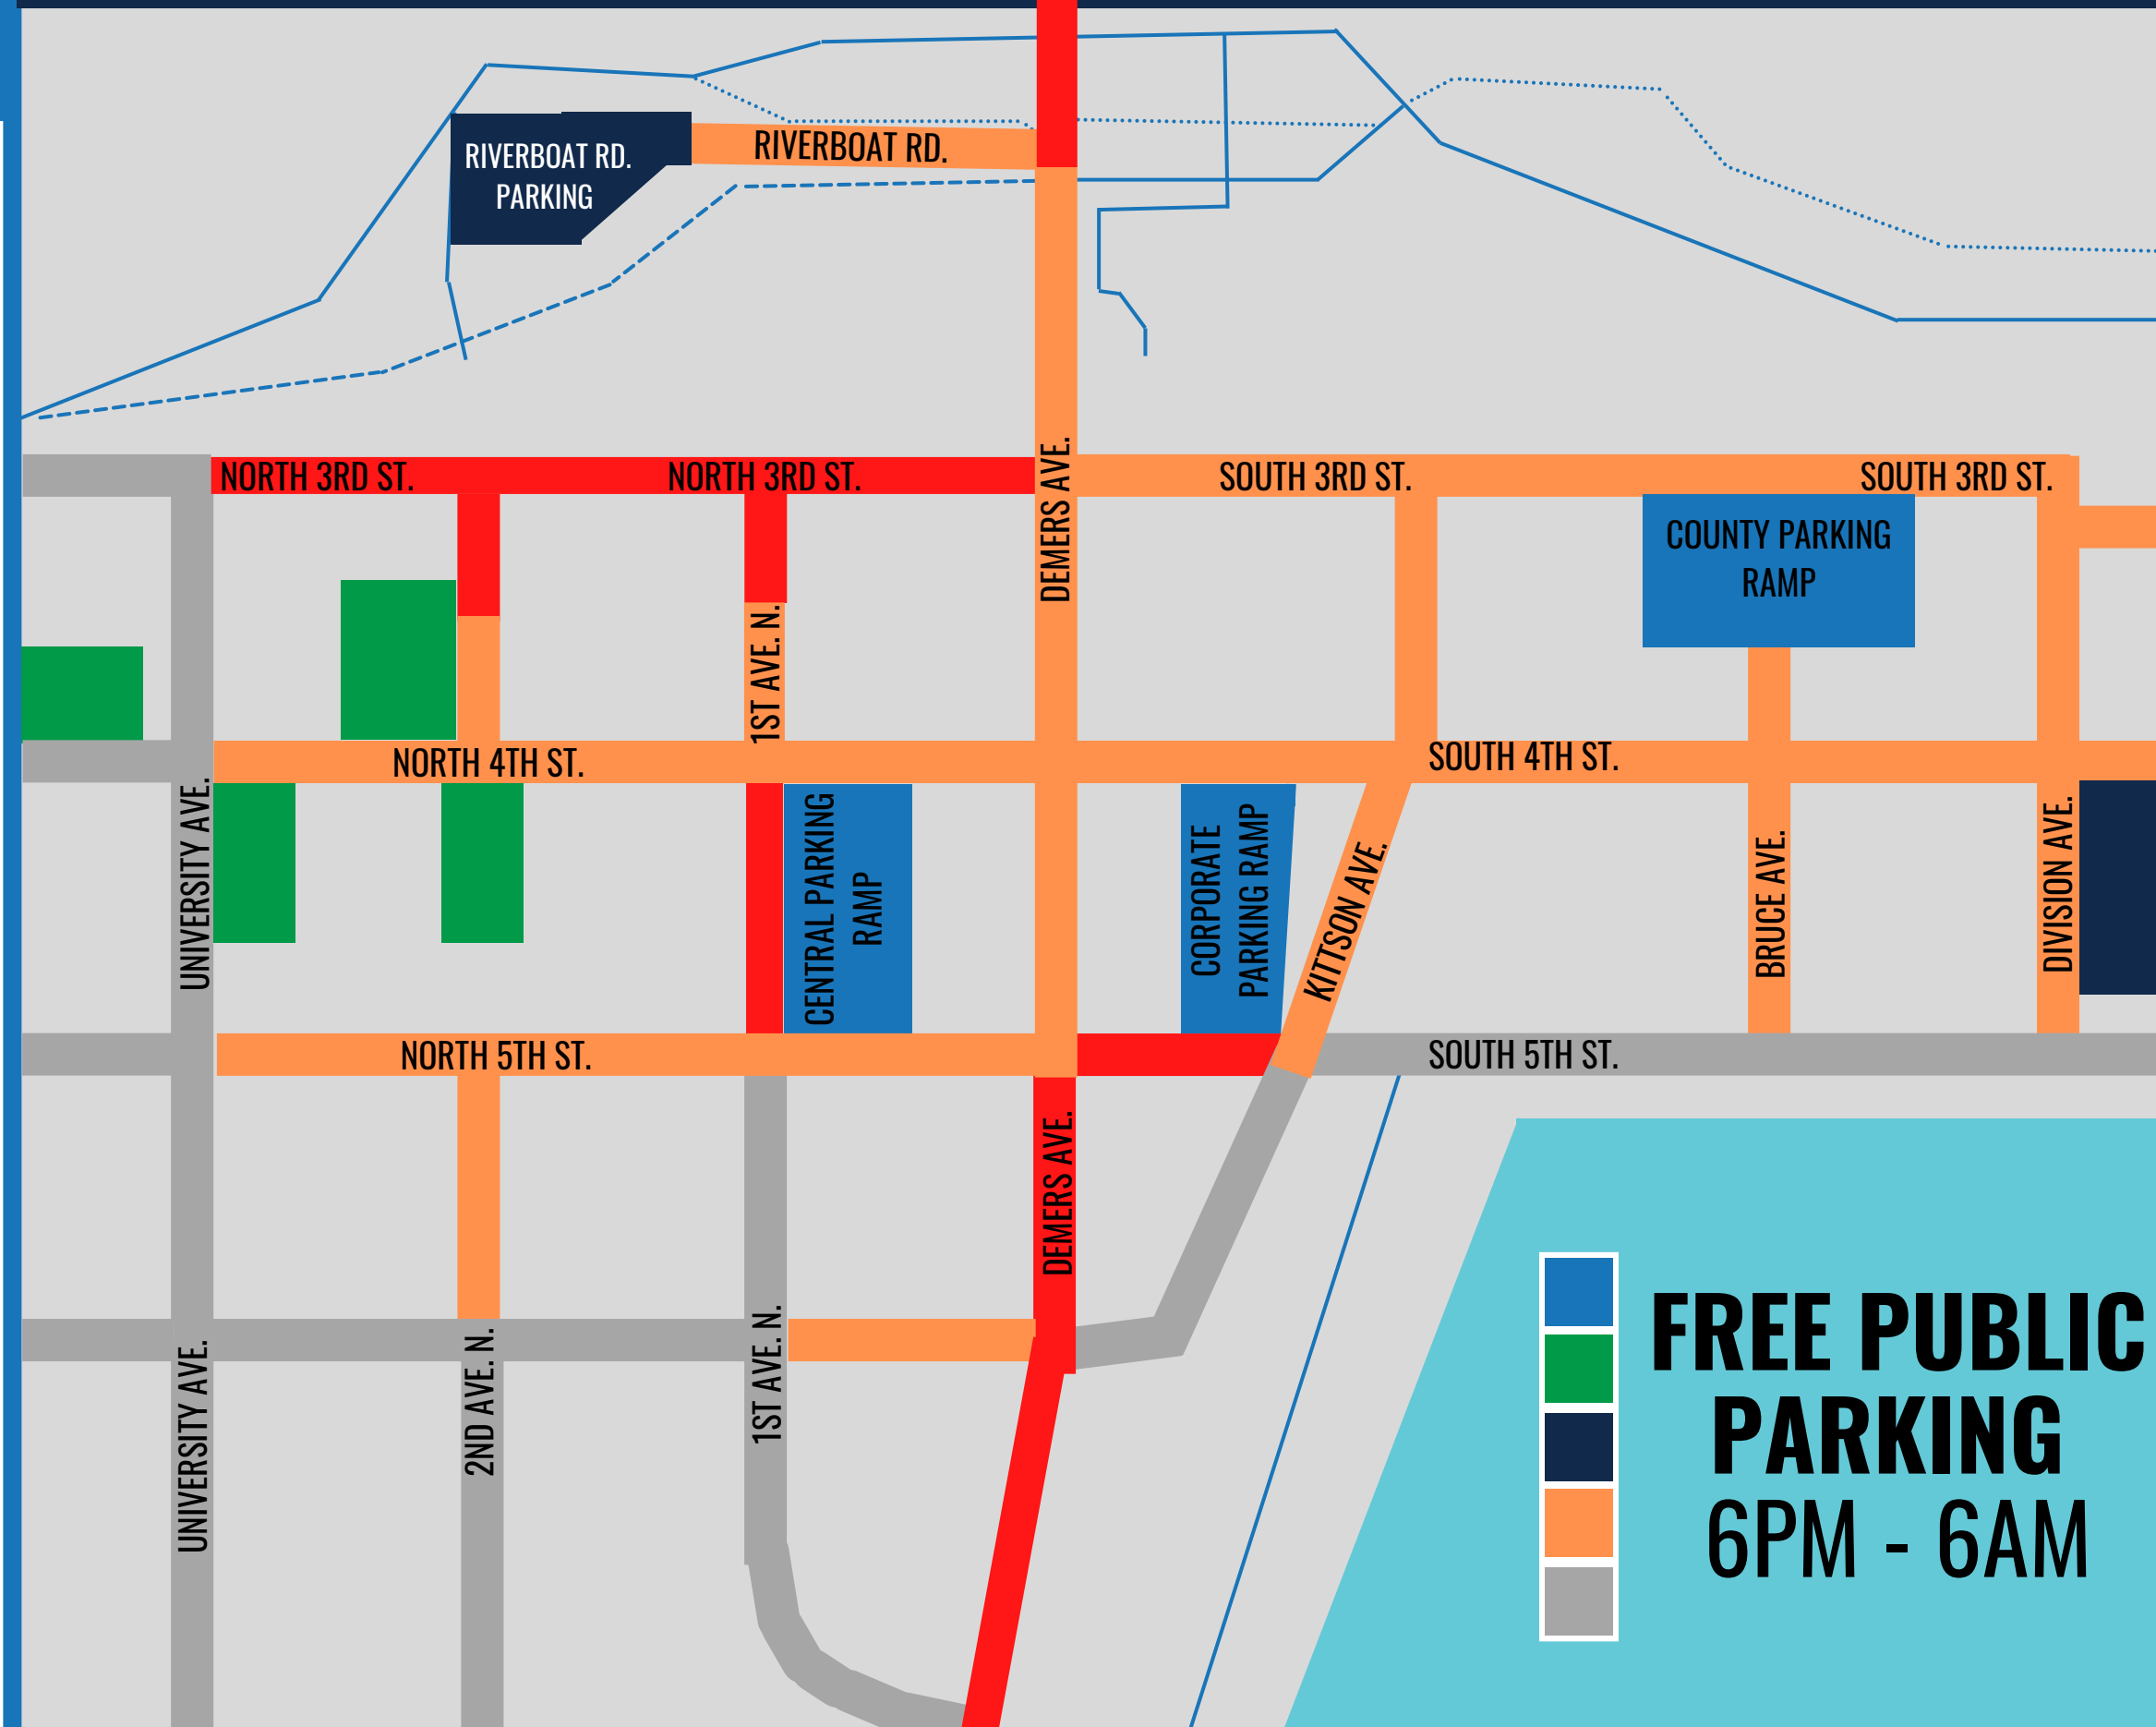 RIVERBOAT RD.
PARKING
RIVERBOAT RD.
NORTH 3RD ST.
NORTH 3RD ST.
DEMERS AVE.
SOUTH 3RD ST.
SOUTH 3RD ST.
COUNTY PARKING
RAMP
1ST AVE. N.
NORTH 4TH ST.
SOUTH 4TH ST.
UNIVERSITY AVE.
CENTRAL PARKING
RAMP
CORPORATE
PARKING RAMP
KITTSON AVE.
BRUCE AVE.
DIVISION AVE.
NORTH 5TH ST.
SOUTH 5TH ST.
DEMERS AVE.
UNIVERSITY AVE.
2ND AVE. N.
1ST AVE. N.
FREE PUBLIC
PARKING
6PM - 6AM